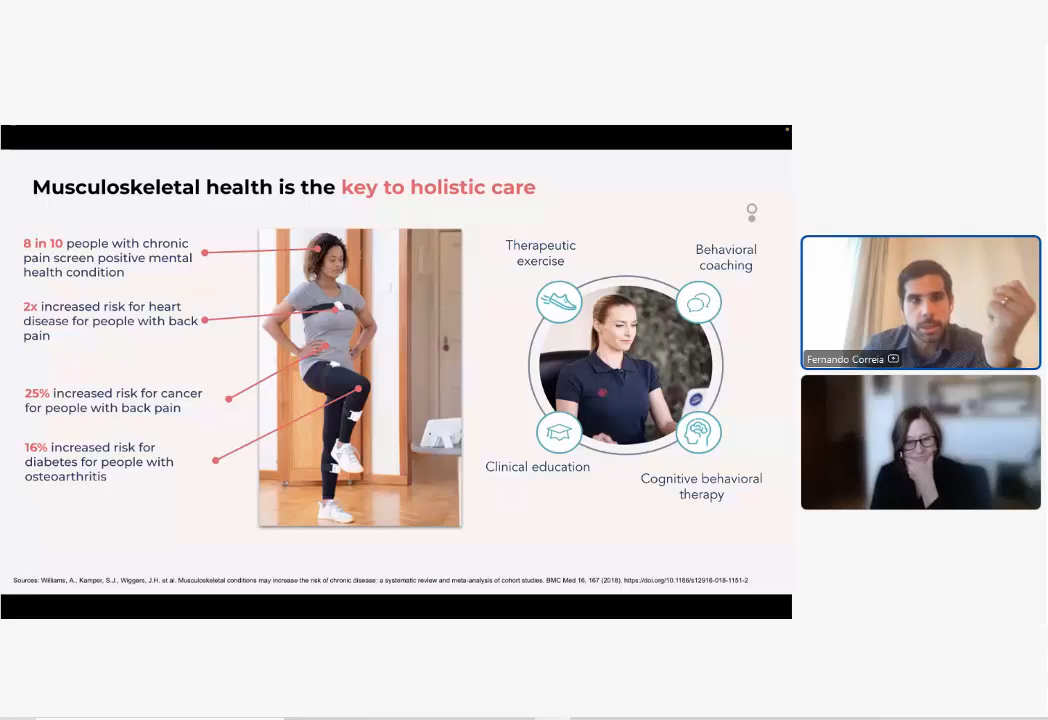 Musculoskeletal health is the key to holistic care
8 in 10 people with chronic
pain screen positive mental
health condition
2x increased risk for heart
disease for people with back
pain
25% increased risk for cancer
for people with back pain
16% increased risk for
diabetes for people with
osteoarthritis
Therapeutic
exercise
Behavioral
coaching
Clinical education
Cognitive behavioral
therapy
Sources: Williams, A., Kamper, S.J., Wiggers, J.H. et al. Musculoskeletal conditions may increase the risk of chronic disease: a systematic review and meta-analysis of cohort studies. BMC Med 16, 167 (2018). https://doi.org/10.1186/s12916-018-1151-2
Fernando Correia